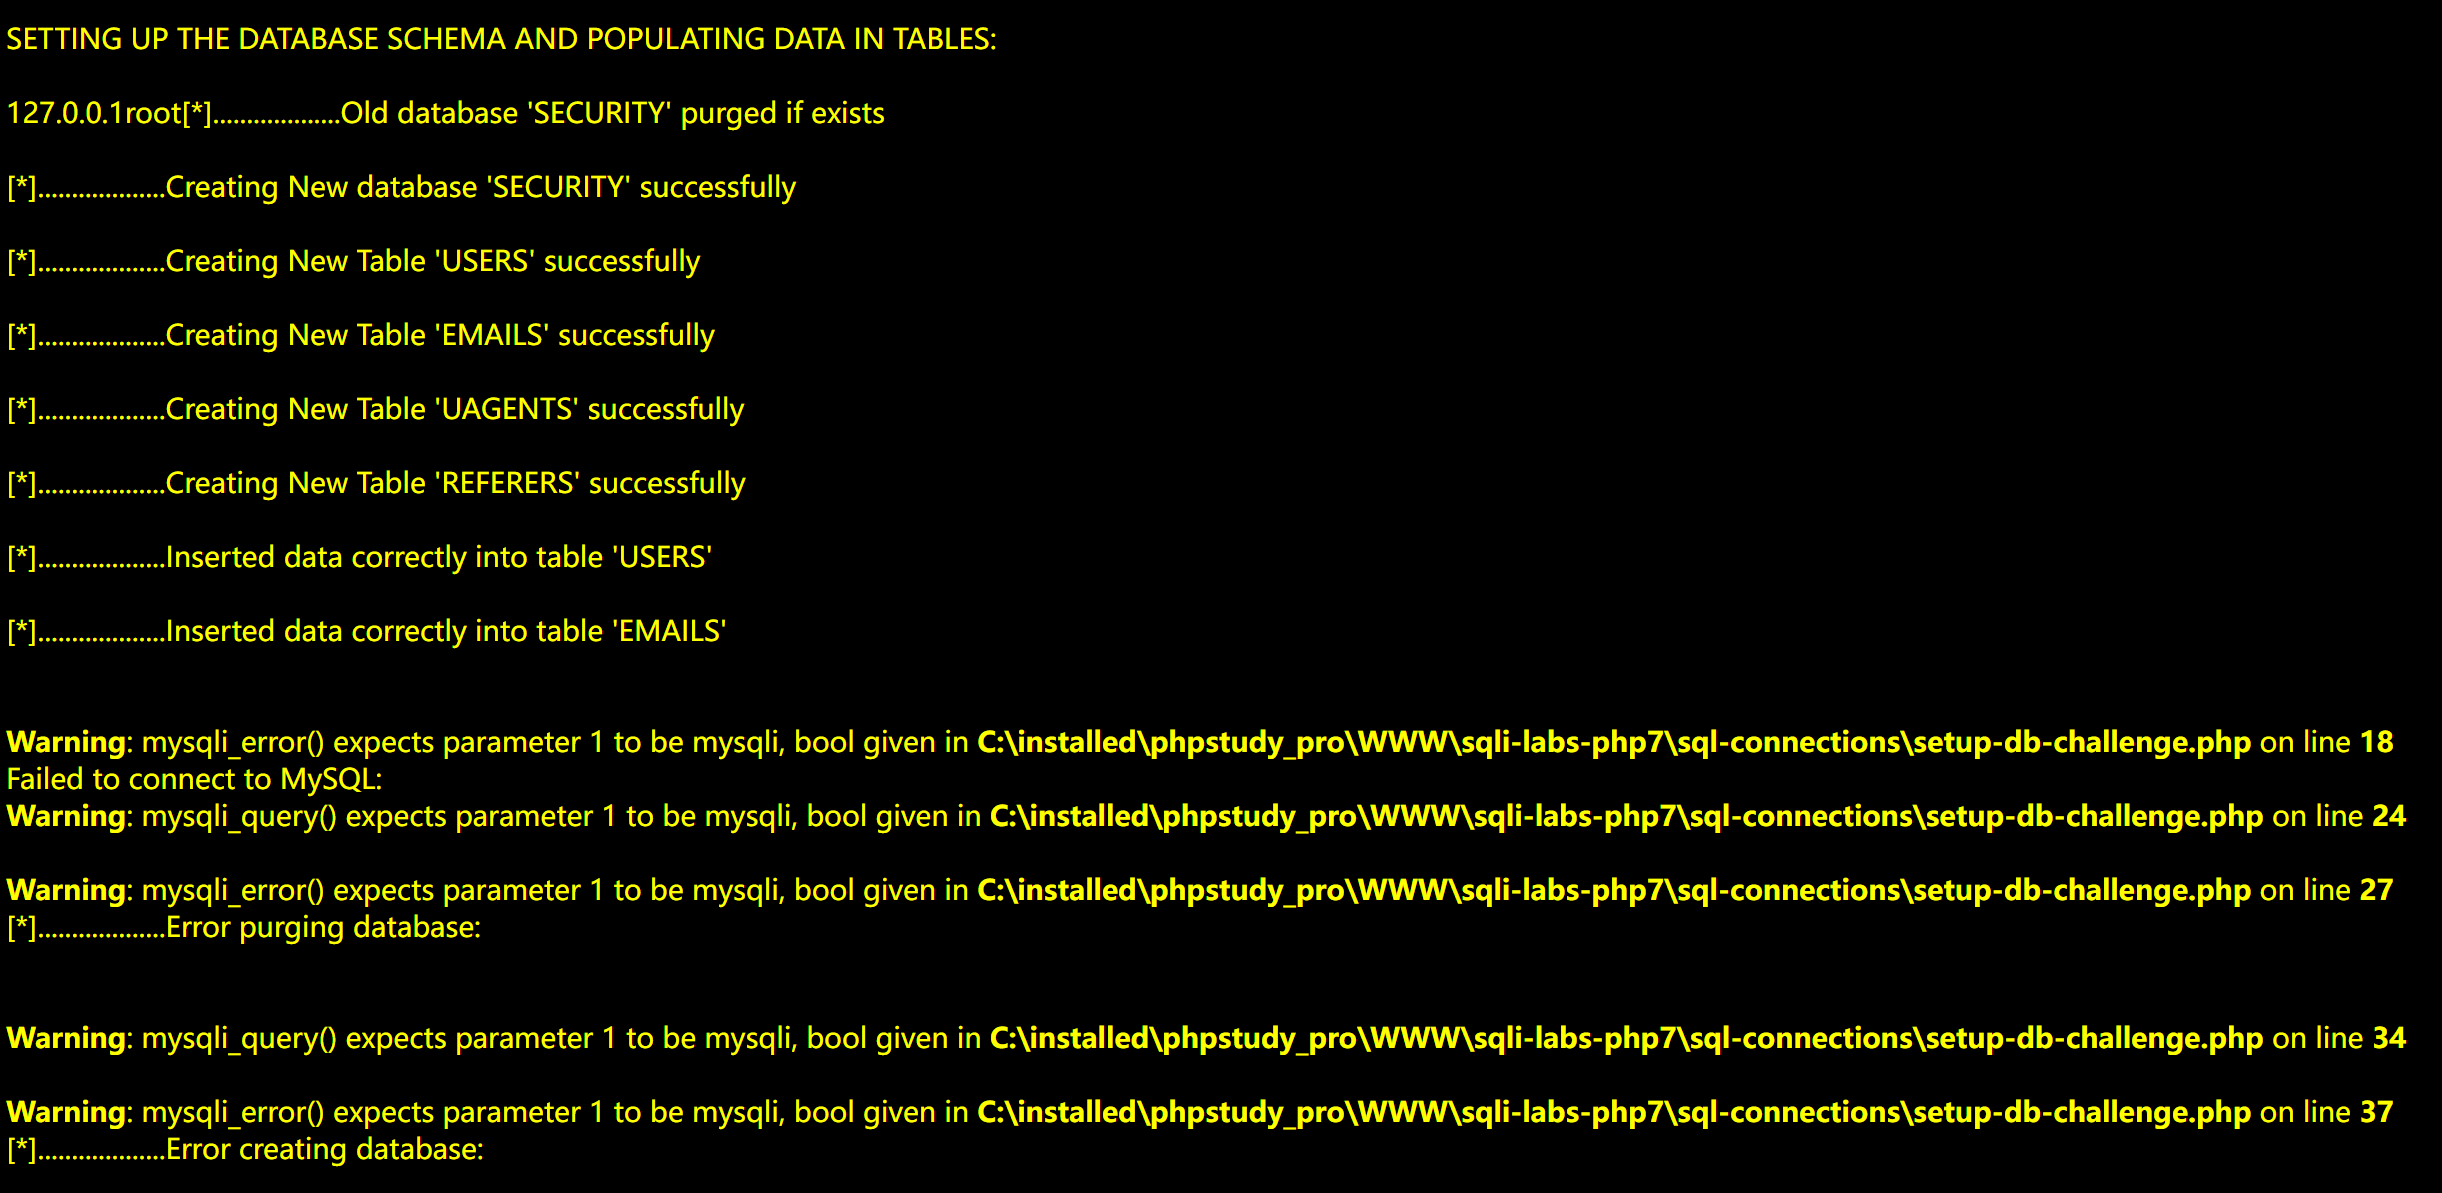 SETTING UP THE DATABASE SCHEMA AND POPULATING DATA IN TABLES:
127.0.0.1root[*]...................Old database 'SECURITY' purged if exists
[*]...................Creating New database 'SECURITY' successfully
[*]...................Creating New Table 'USERS' successfully
[*]...................Creating New Table 'EMAILS' successfully
[*]...................Creating New Table 'UAGENTS' successfully
[*]...................Creating New Table 'REFERERS' successfully
[*]...................Inserted data correctly into table 'USERS'
[*]...................Inserted data correctly into table 'EMAILS'
Warning: mysqli_error() expects parameter 1 to be mysqli, bool given in C:\installed\phpstudy_pro\WWW\sqli-labs-php7\sql-connections\setup-db-challenge.php on line 18
Failed to connect to MySQL:
Warning: mysqli_query() expects parameter 1 to be mysqli, bool given in C:\installed\phpstudy_pro\WWW\sqli-labs-php7\sql-connections\setup-db-challenge.php on line 24
Warning: mysqli_error() expects parameter 1 to be mysqli, bool given in C:\installed\phpstudy_pro\WWW\sqli-labs-php7\sql-connections\setup-db-challenge.php on line 27
[*]...................Error purging database:
Warning: mysqli_query() expects parameter 1 to be mysqli, bool given in C:\installed\phpstudy_pro\WWW\sqli-labs-php7\sql-connections\setup-db-challenge.php on line 34
Warning: mysqli_error() expects parameter 1 to be mysqli, bool given in C:\installed\phpstudy_pro\WWW\sqli-labs-php7\sql-connections\setup-db-challenge.php on line 37
[*]...................Error creating database: